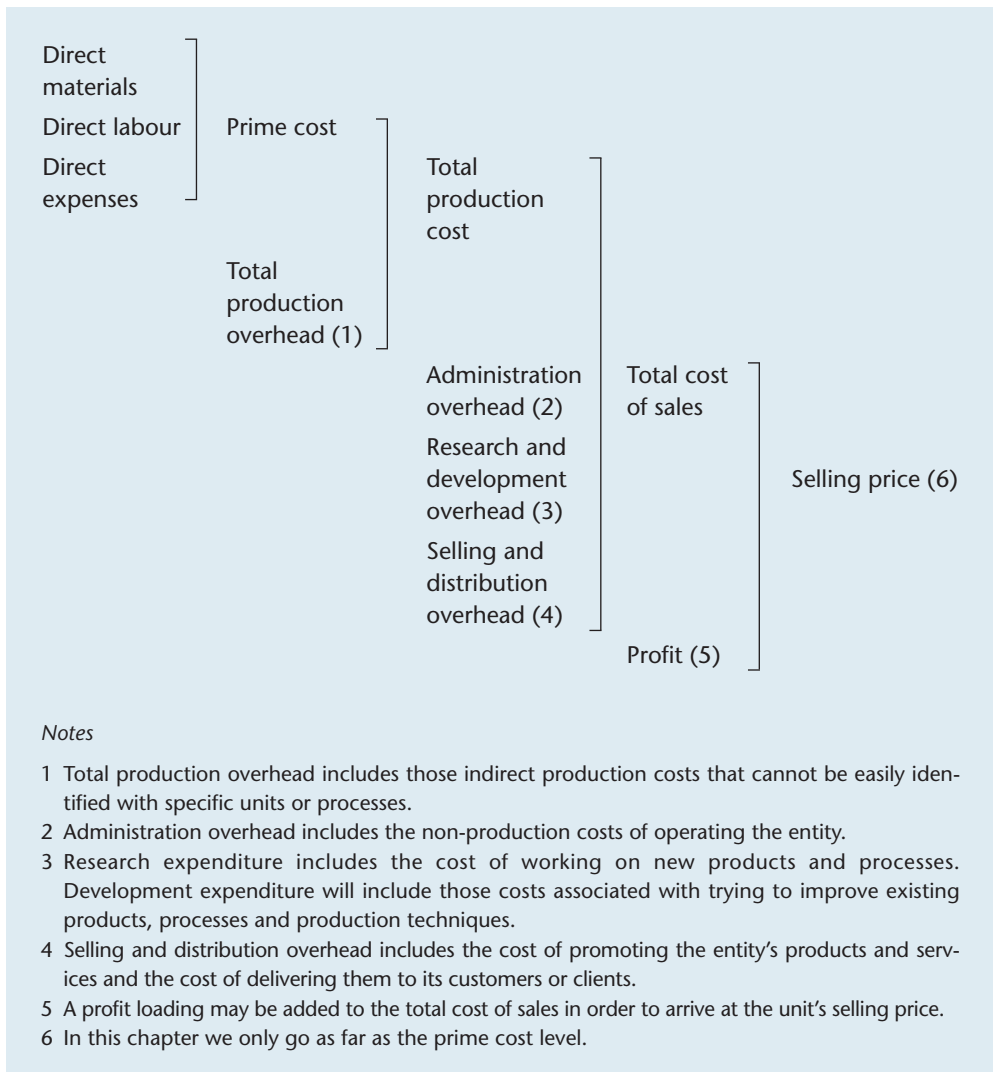 Direct
materials
Direct labour
Prime cost
Direct
expenses
Total
production
cost
Total
production
overhead (1)
Administration
overhead (2)
Total cost
of sales
Research and
development
overhead (3)
Selling price (6)
Selling and
distribution
overhead (4)
Profit (5)
Notes
1 Total production overhead includes those indirect production costs that cannot be easily iden-
tified with specific units or processes.
2 Administration overhead includes the non-production costs of operating the entity.
3 Research expenditure includes the cost of working on new products and processes.
Development expenditure will include those costs associated with trying to improve existing
products, processes and production techniques.
4 Selling and distribution overhead includes the cost of promoting the entity's products and serv-
ices and the cost of delivering them to its customers or clients.
5 A profit loading may be added to the total cost of sales in order to arrive at the unit's selling price.
6 In this chapter we only go as far as the prime cost level.